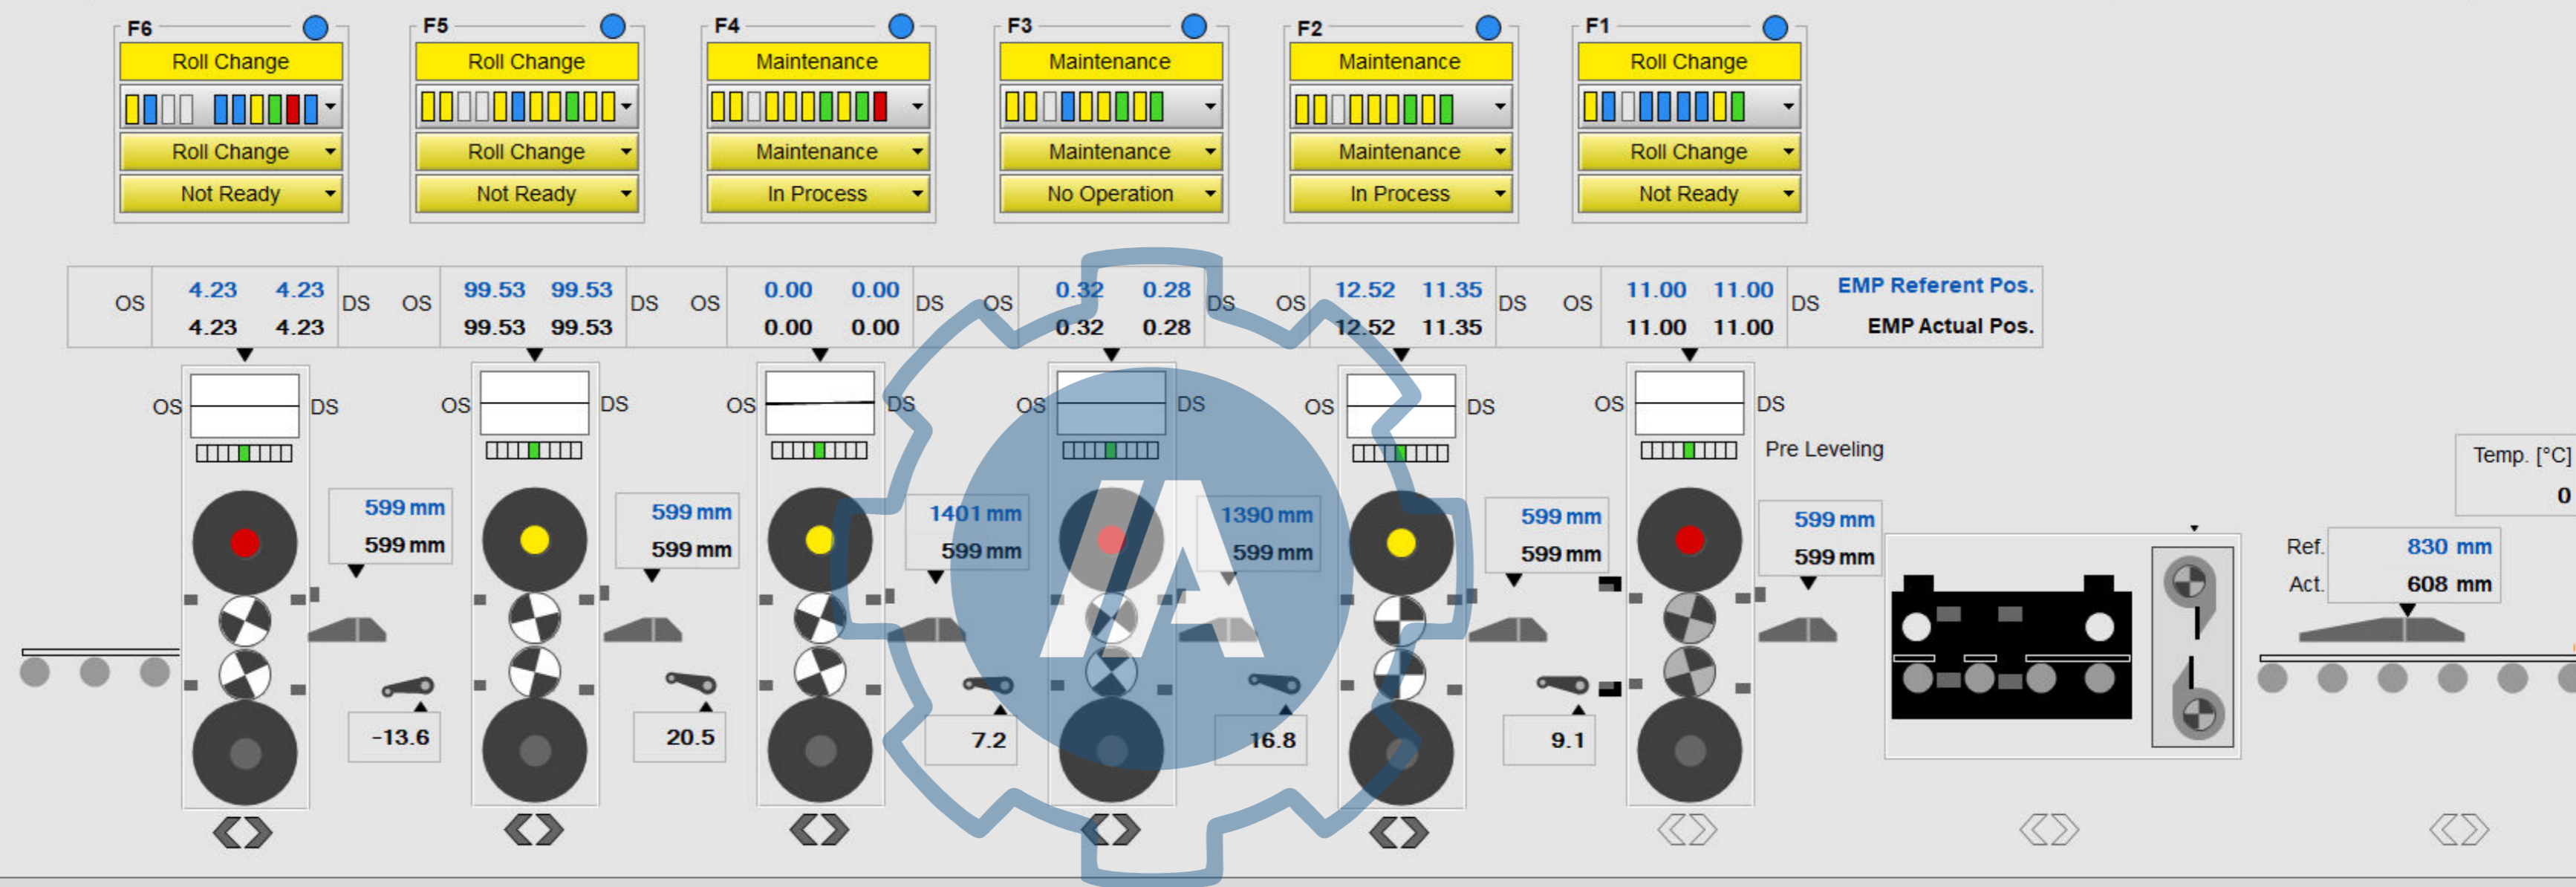 F6 F5 F4 F3 F2 F1
Roll Change Roll Change Maintenance Maintenance Maintenance Roll Change
Roll Change Roll Change Maintenance Maintenance Maintenance Roll Change
Not Ready Not Ready In Process No Operation In Process Not Ready
4.23 4.23 99.53 99.53 0.00 0.00 0.32 0.28 12.52 11.35 11.00 11.00 EMP Referent Pos.
OS DS OS DS OS DS OS DS OS DS OS DS
4.23 4.23 99.53 99.53 0.00 0.00 0.32 0.28 12.52 11.35 11.00 11.00 EMP Actual Pos.
OS DS OS DS OS DS OS DS OS DS OS DS
Pre Leveling
Temp. [°C]
0
599 mm 599 mm 1401 mm 1390 mm 599 mm 599 mm
599 mm 599 mm 599 mm 599 mm 599 mm 599 mm
Ref. 830 mm
Act. 608 mm
-13.6 20.5 7.2 16.8 9.1